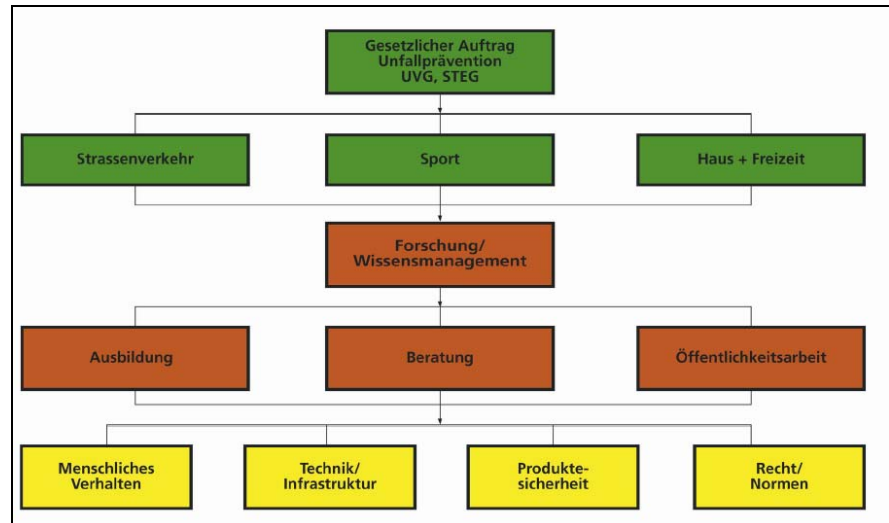 Gesetzlicher Auftrag
Unfallprävention
UVG, STEG
Strassenverkehr
Sport
Haus + Freizeit
Forschung/
Wissensmanagement
Ausbildung
Beratung
Öffentlichkeitsarbeit
Menschliches
Verhalten
Technik/
Infrastruktur
Produkte-
sicherheit
Recht/
Normen